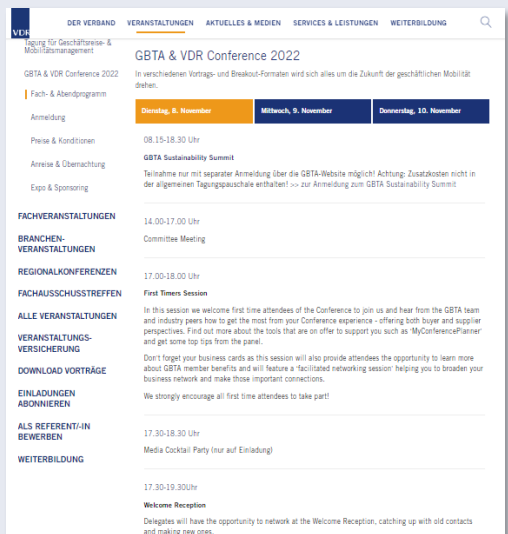 VDR
DER VERBAND VERANSTALTUNGEN AKTUELLES & MEDIEN SERVICES & LEISTUNGEN WEITERBILDUNG
Tagung für Geschäftsreise- &
Mobilitätsmanagement
GBTA & VDR Conference 2022
Fach- & Abendprogramm
Anmeldung
Preise & Konditionen
Anreise & Übernachtung
Expo & Sponsoring
FACHVERANSTALTUNGEN
BRANCHEN-
VERANSTALTUNGEN
REGIONALKONFERENZEN
FACHAUSSCHUSSTREFFEN
ALLE VERANSTALTUNGEN
VERANSTALTUNGS-
VERSICHERUNG
DOWNLOAD VORTRÄGE
EINLADUNGEN
ABONNIEREN
ALS REFERENT/-IN
BEWERBEN
WEITERBILDUNG
GBTA & VDR Conference 2022
In verschiedenen Vortrags- und Breakout-Formaten wird sich alles um die Zukunft der geschäftlichen Mobilität
drehen.
Dienstag, 8. November Mittwoch, 9. November Donnerstag, 10. November
08.15-18.30 Uhr
GBTA Sustainability Summit
Teilnahme nur mit separater Anmeldung über die GBTA-Website möglich! Achtung: Zusatzkosten nicht in
der allgemeinen Tagungspauschale enthalten! >> zur Anmeldung zum GBTA Sustainability Summit
14.00-17.00 Uhr
Committee Meeting
17.00-18.00 Uhr
First Timers Session
In this session we welcome first time attendees of the Conference to join us and hear from the GBTA team
and industry peers how to get the most from your Conference experience - offering both buyer and supplier
perspectives. Find out more about the tools that are on offer to support you such as 'MyConferencePlanner'
and get some top tips from the panel.
Don't forget your business cards as this session will also provide attendees the opportunity to learn more
about GBTA member benefits and will feature a 'facilitated networking session' helping you to broaden your
business network and make those important connections.
We strongly encourage all first time attendees to take part!
17.30-18.30 Uhr
Media Cocktail Party (nur auf Einladung)
17.30-19.30Uhr
Welcome Reception
Delegates will have the opportunity to network at the Welcome Reception, catching up with old contacts
and making new ones.